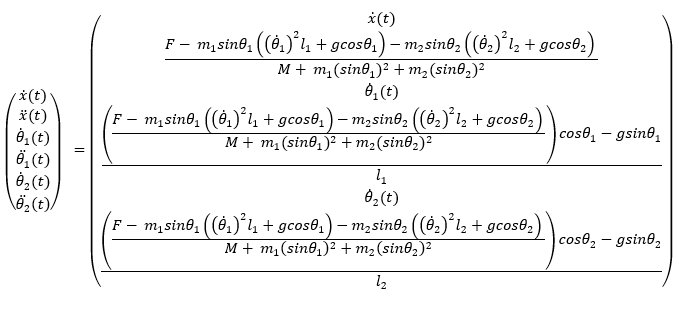 (ẋ(t) ẍ(t) θ̇₁(t) θ̈₁(t) θ̇₂(t) θ̈₂(t)) =
ẋ(t)
F − m₁sinθ₁((θ̇₁)²l₁ + gcosθ₁) − m₂sinθ₂((θ̇₂)²l₂ + gcosθ₂)
M + m₁(sinθ₁)² + m₂(sinθ₂)²
θ̇₁(t)
(F − m₁sinθ₁((θ̇₁)²l₁ + gcosθ₁) − m₂sinθ₂((θ̇₂)²l₂ + gcosθ₂)
M + m₁(sinθ₁)² + m₂(sinθ₂)²) cosθ₁ − gsinθ₁
l₁
θ̇₂(t)
(F − m₁sinθ₁((θ̇₁)²l₁ + gcosθ₁) − m₂sinθ₂((θ̇₂)²l₂ + gcosθ₂)
M + m₁(sinθ₁)² + m₂(sinθ₂)²) cosθ₂ − gsinθ₂
l₂